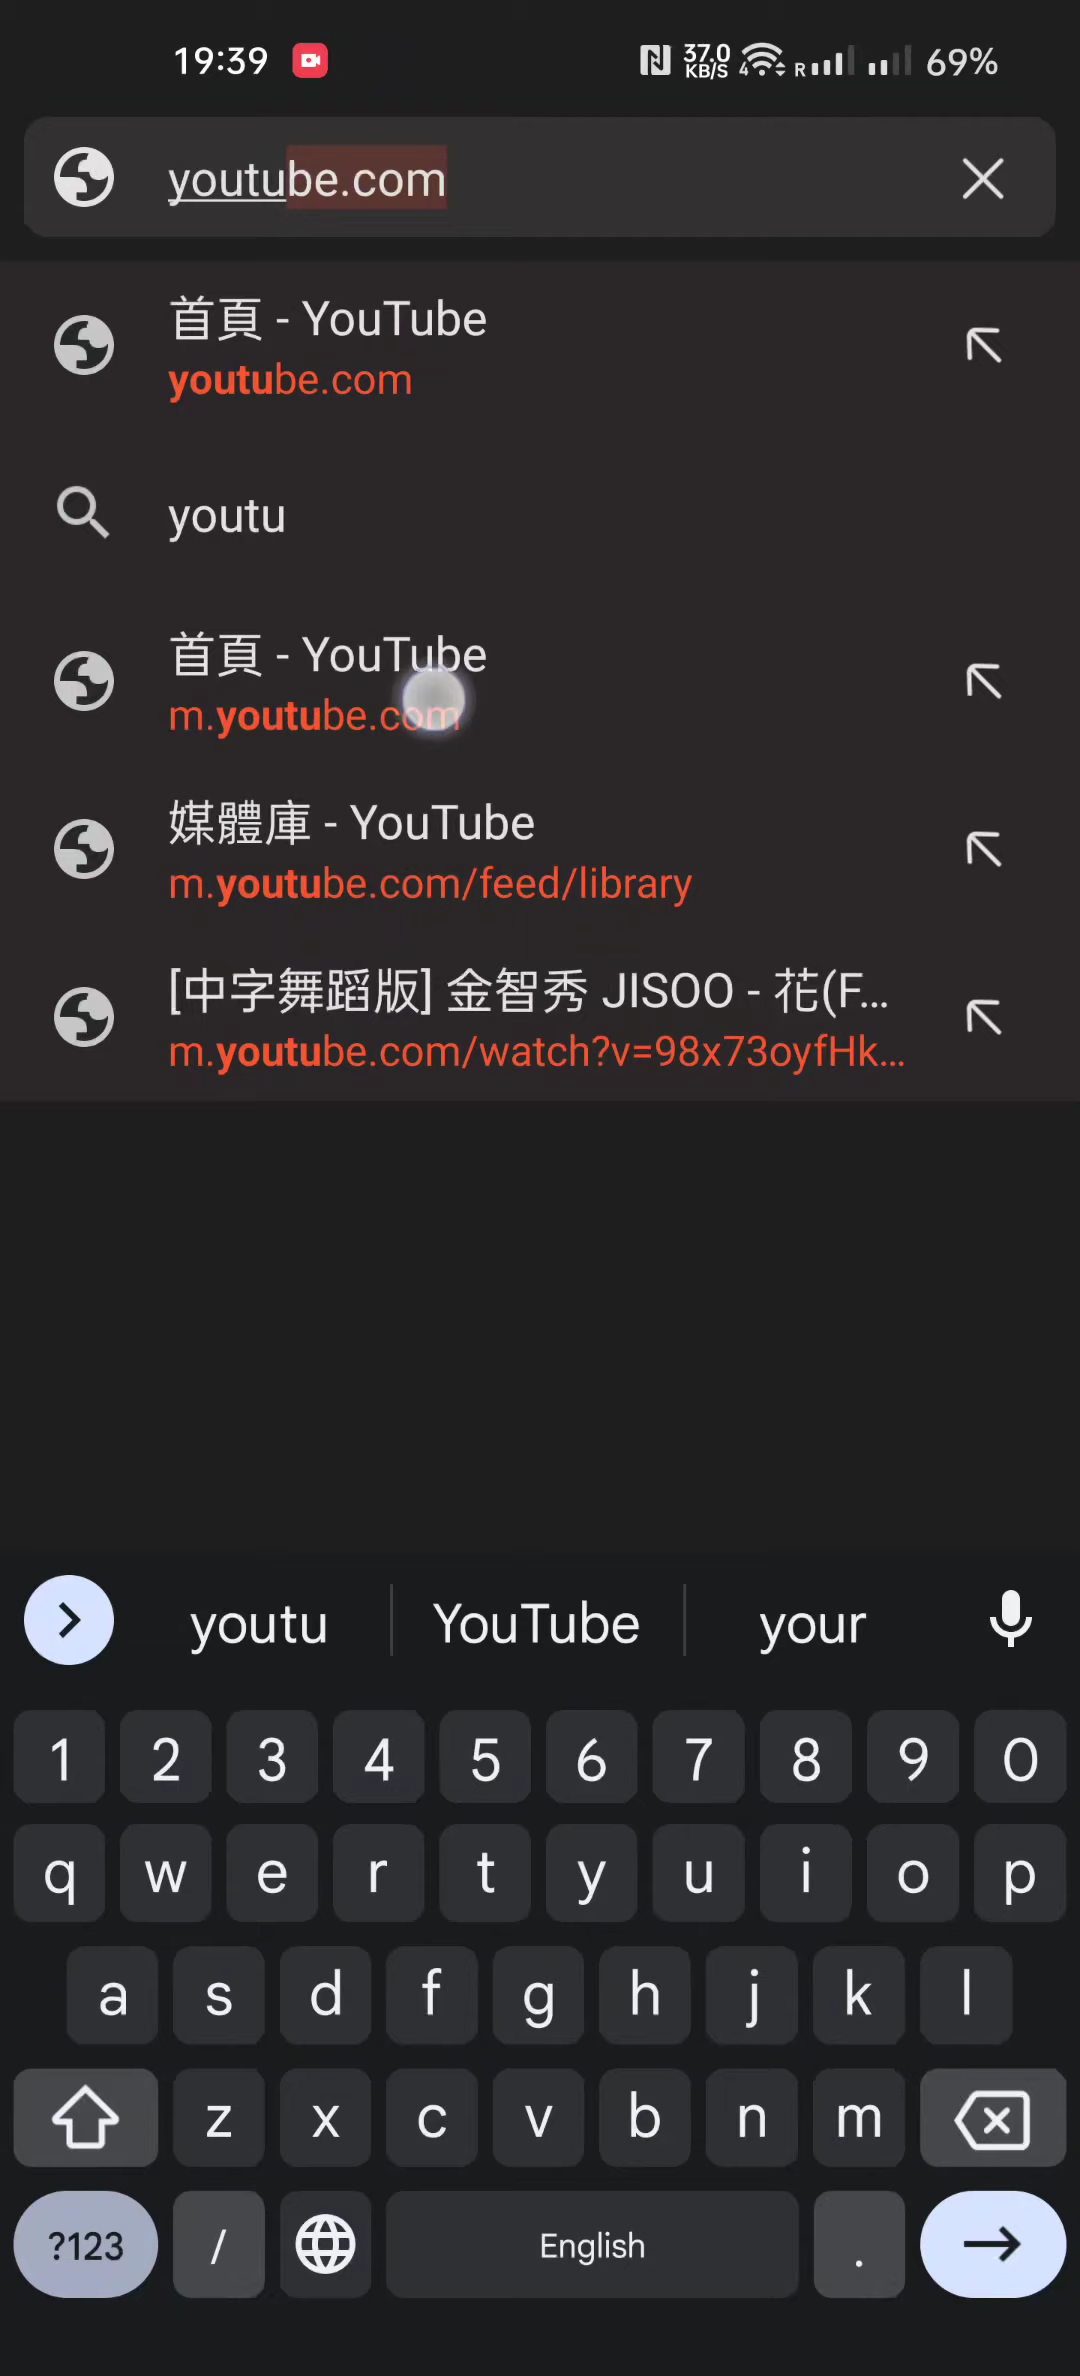 19:39 37.0 KB/S 4 R 69%
youtube.com
首頁 - YouTube
youtube.com
youtu
首頁 - YouTube
m.youtube.com
媒體庫 - YouTube
m.youtube.com/feed/library
[中字舞蹈版] 金智秀 JISOO - 花(F...
m.youtube.com/watch?v=98x73oyfHk...
youtu YouTube your
1 2 3 4 5 6 7 8 9 0
q w e r t y u i o p
a s d f g h j k l
z x c v b n m
?123 / English .